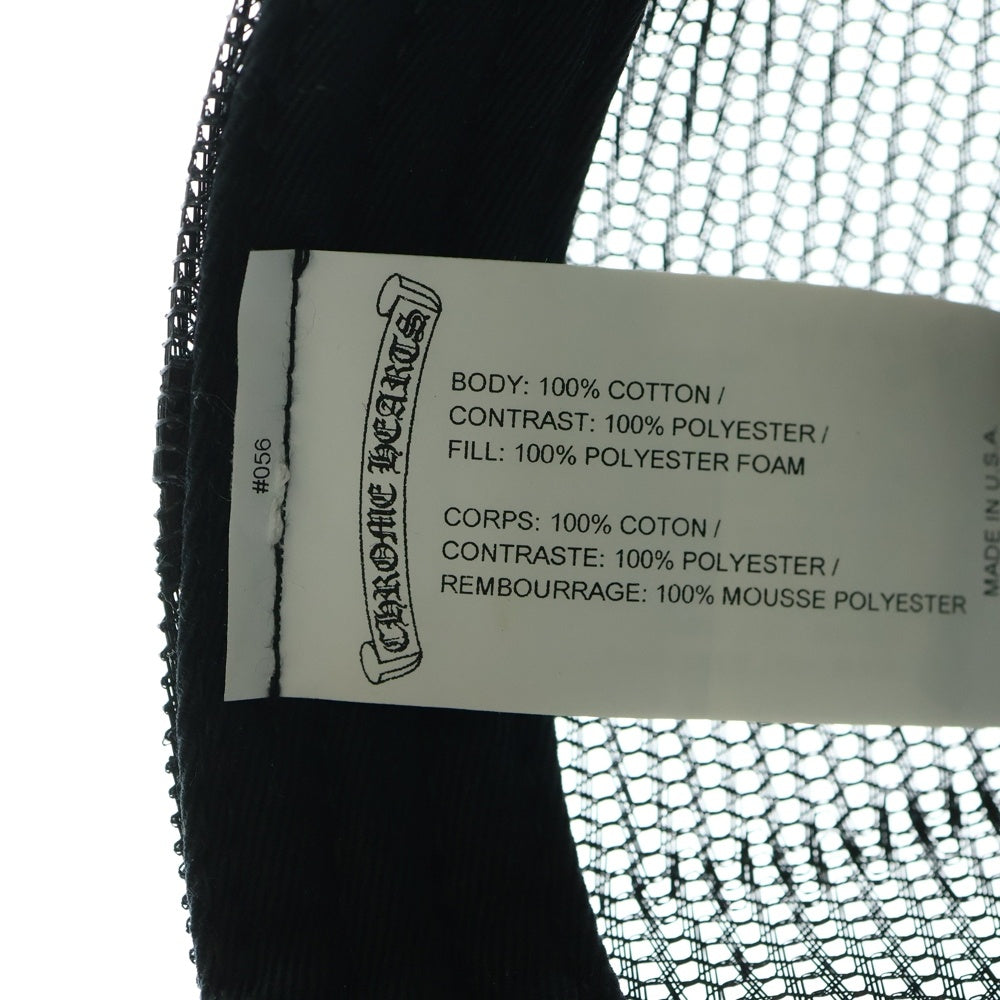 #056
CHROME HEARTS
BODY: 100% COTTON /
CONTRAST: 100% POLYESTER /
FILL: 100% POLYESTER FOAM
CORPS: 100% COTON /
CONTRASTE: 100% POLYESTER /
REMBOURRAGE: 100% MOUSSE POLYESTER
MADE IN U.S.A.